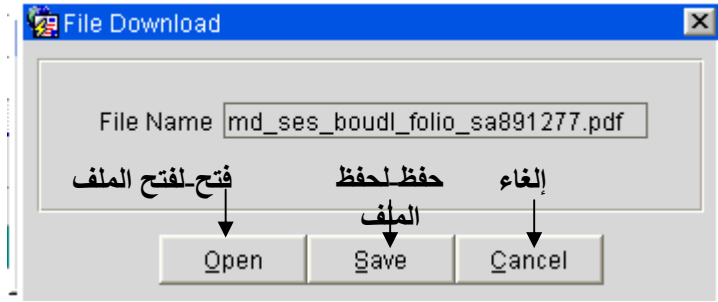 File Download
File Name md_ses_boudl_folio_sa891277.pdf
فتح-لفتح الملف حفظ-لحفظ إلغاء
الملف
Open Save Cancel